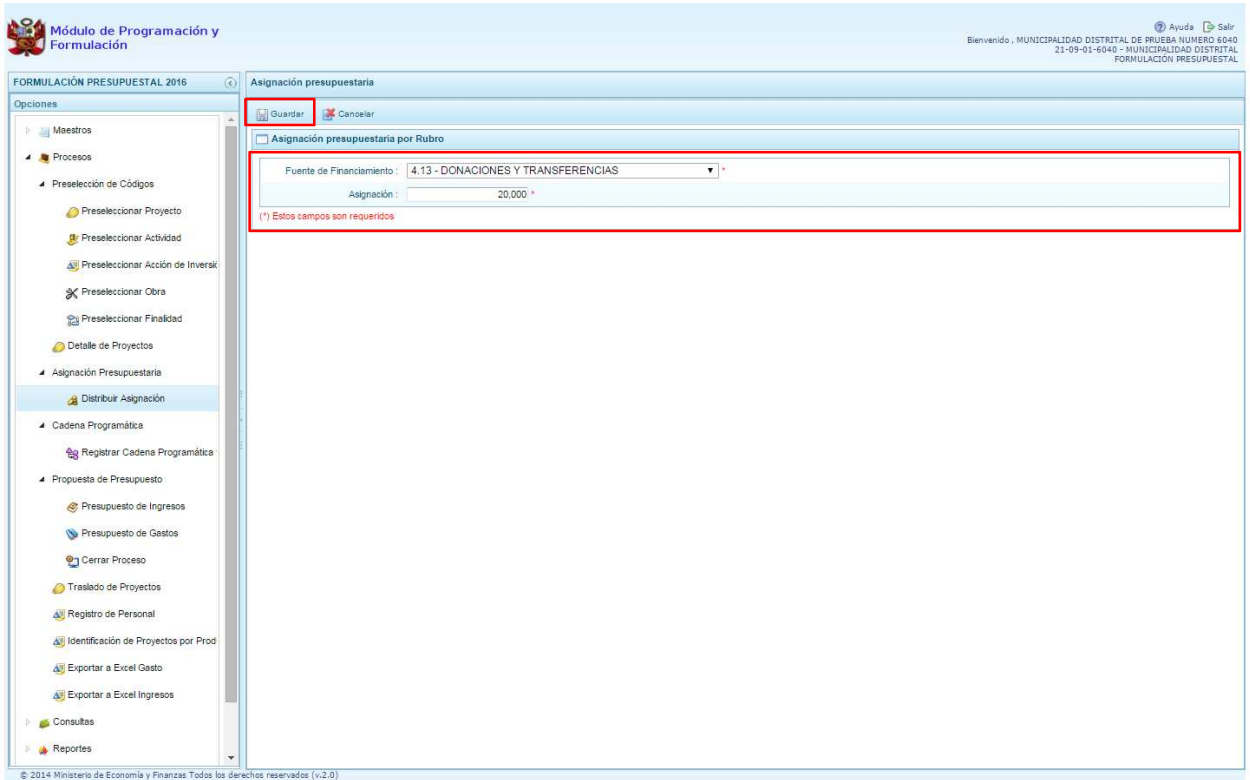 Módulo de Programación y
Formulación
Ayuda Salir
Bienvenido , MUNICIPALIDAD DISTRITAL DE PRUEBA NUMERO 6040
21-09-01-6040 - MUNICIPALIDAD DISTRITAL
FORMULACIÓN PRESUPUESTAL
FORMULACIÓN PRESUPUESTAL 2016
Opciones
Maestros
Procesos
Preselección de Códigos
Preseleccionar Proyecto
Preseleccionar Actividad
Preseleccionar Acción de Inversió
Preseleccionar Obra
Preseleccionar Finalidad
Detalle de Proyectos
Asignación Presupuestaria
Distribuir Asignación
Cadena Programática
Registrar Cadena Programática
Propuesta de Presupuesto
Presupuesto de Ingresos
Presupuesto de Gastos
Cerrar Proceso
Traslado de Proyectos
Registro de Personal
Identificación de Proyectos por Prod
Exportar a Excel Gasto
Exportar a Excel Ingresos
Consultas
Reportes
Asignación presupuestaria
Guardar Cancelar
Asignación presupuestaria por Rubro
Fuente de Financiamiento : 4.13 - DONACIONES Y TRANSFERENCIAS *
Asignación : 20,000 *
(*) Estos campos son requeridos
© 2014 Ministerio de Economía y Finanzas Todos los derechos reservados (v.2.0)